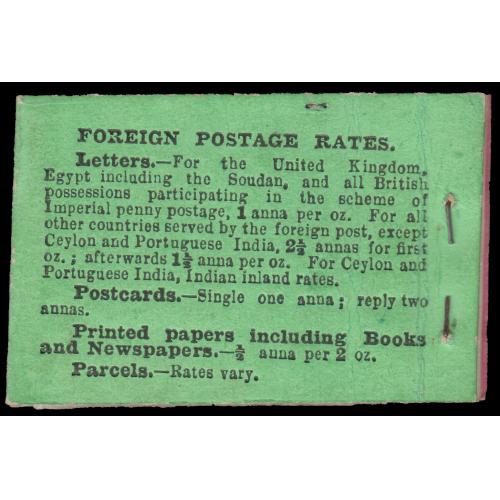 FOREIGN POSTAGE RATES.
Letters.—For the United Kingdom,
Egypt including the Soudan, and all British
possessions participating in the scheme of
Imperial penny postage, 1 anna per oz. For all
other countries served by the foreign post, except
Ceylon and Portuguese India, 2½ annas for first
oz.; afterwards 1½ anna per oz. For Ceylon and
Portuguese India, Indian inland rates.
Postcards.—Single one anna; reply two
annas.
Printed papers including Books
and Newspapers.—½ anna per 2 oz.
Parcels.—Rates vary.